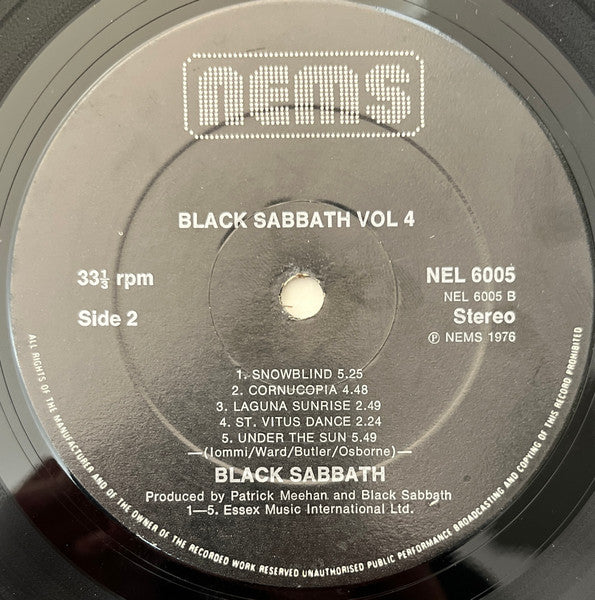 nems
BLACK SABBATH VOL 4
33⅓ rpm
NEL 6005
NEL 6005 B
Side 2
Stereo
Ⓟ NEMS 1976
1. SNOWBLIND 5.25
2. CORNUCOPIA 4.48
3. LAGUNA SUNRISE 2.49
4. ST. VITUS DANCE 2.24
5. UNDER THE SUN 5.49
—(Iommi/Ward/Butler/Osborne)—
BLACK SABBATH
Produced by Patrick Meehan and Black Sabbath
1—5. Essex Music International Ltd.
ALL RIGHTS OF THE MANUFACTURER AND OF THE OWNER OF THE RECORDED WORK RESERVED UNAUTHORISED PUBLIC PERFORMANCE BROADCASTING AND COPYING OF THIS RECORD PROHIBITED